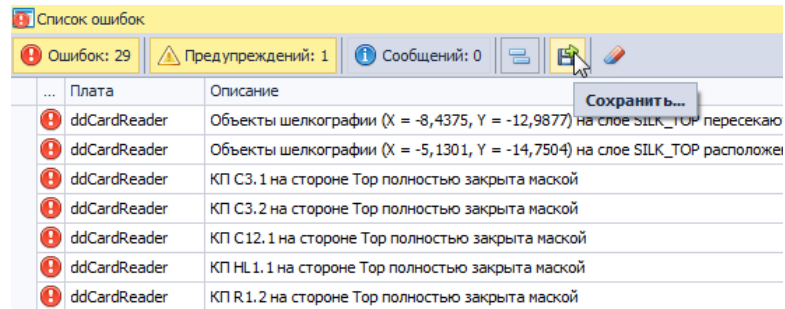 Список ошибок
Ошибок: 29 Предупреждений: 1 Сообщений: 0
... Плата Описание
Сохранить...
ddCardReader Объекты шелкографии (X = -8,4375, Y = -12,9877) на слое SILK_TOP пересекаю
ddCardReader Объекты шелкографии (X = -5,1301, Y = -14,7504) на слое SILK_TOP расположе
ddCardReader КП C3.1 на стороне Top полностью закрыта маской
ddCardReader КП C3.2 на стороне Top полностью закрыта маской
ddCardReader КП C12.1 на стороне Top полностью закрыта маской
ddCardReader КП HL1.1 на стороне Top полностью закрыта маской
ddCardReader КП R1.2 на стороне Top полностью закрыта маской